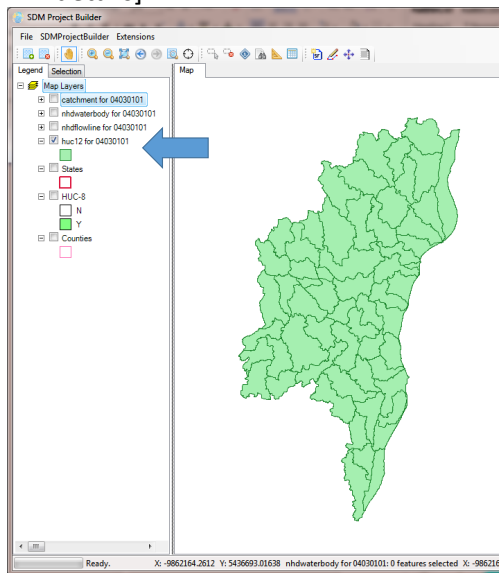 SDM Project Builder
File SDMProjectBuilder Extensions
Legend Selection
Map
Map Layers
catchment for 04030101
nhdwaterbody for 04030101
nhdflowline for 04030101
huc12 for 04030101
States
HUC-8
N
Y
Counties
Ready. X: -9862164.2612 Y: 5436693.01638 nhdwaterbody for 04030101: 0 features selected X: -986216